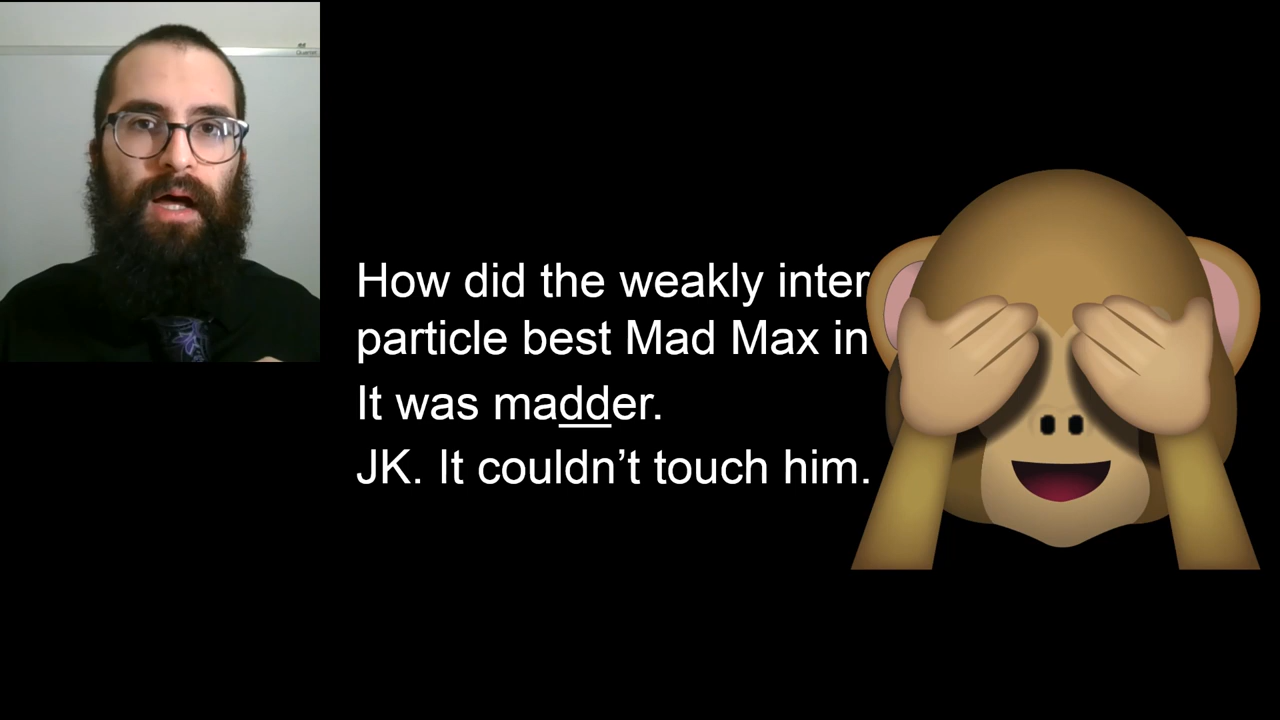 How did the weakly inter
particle best Mad Max in
It was madder.
JK. It couldn’t touch him.